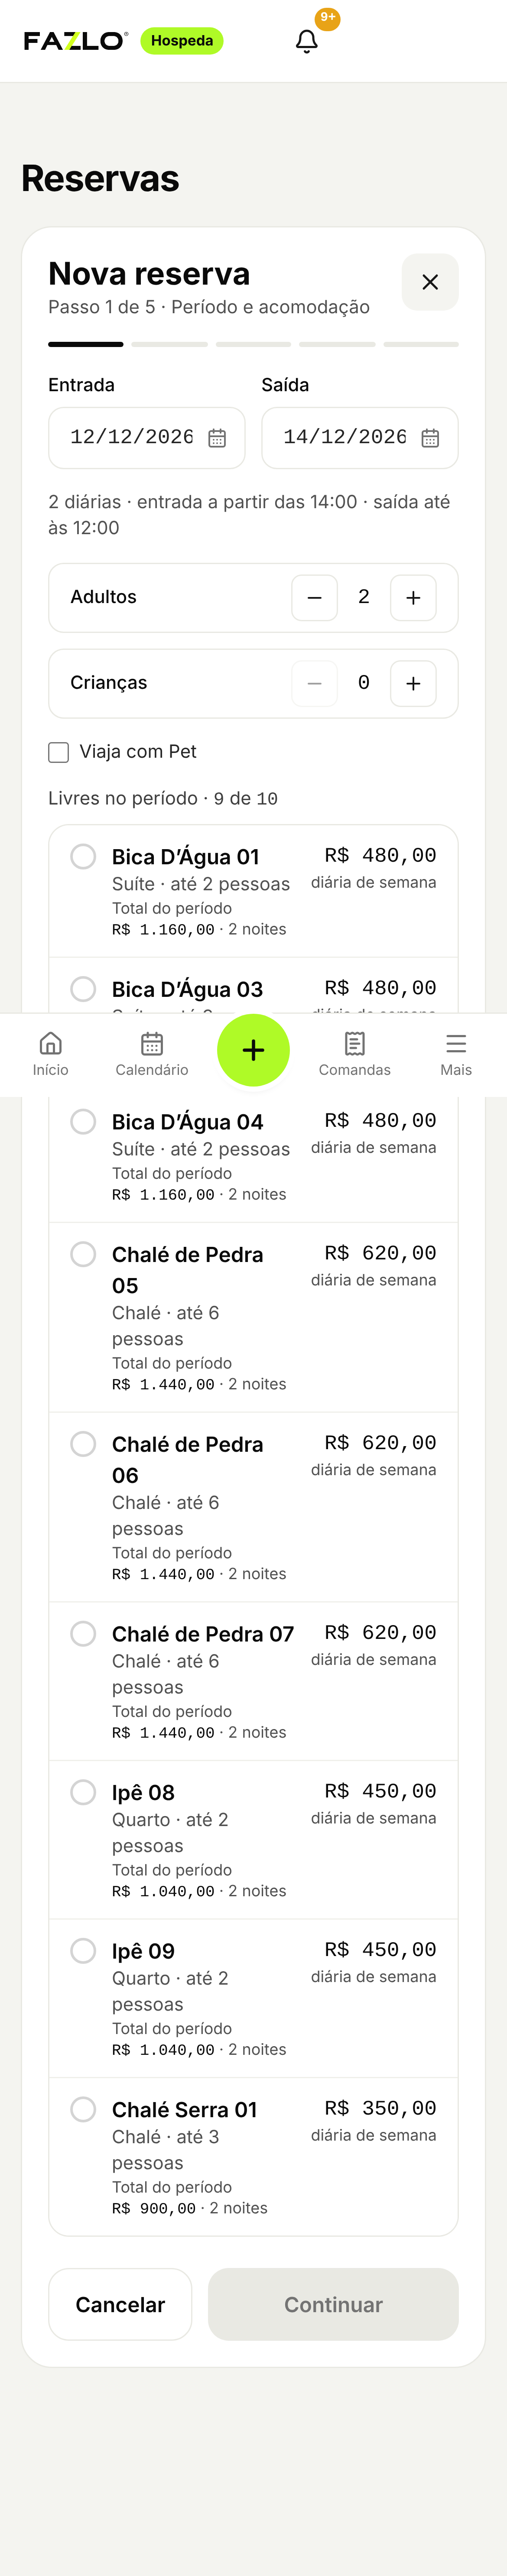 FAZLO® Hospeda 9+
Reservas
Nova reserva
Passo 1 de 5 · Período e acomodação
Entrada Saída
12/12/2026 14/12/2026
2 diárias · entrada a partir das 14:00 · saída até
às 12:00
Adultos 2
Crianças 0
Viaja com Pet
Livres no período · 9 de 10
Bica D’Água 01 R$ 480,00
Suíte · até 2 pessoas diária de semana
Total do período
R$ 1.160,00 · 2 noites
Bica D’Água 03 R$ 480,00
Início Calendário Comandas Mais
Bica D’Água 04 R$ 480,00
Suíte · até 2 pessoas diária de semana
Total do período
R$ 1.160,00 · 2 noites
Chalé de Pedra R$ 620,00
05 diária de semana
Chalé · até 6
pessoas
Total do período
R$ 1.440,00 · 2 noites
Chalé de Pedra R$ 620,00
06 diária de semana
Chalé · até 6
pessoas
Total do período
R$ 1.440,00 · 2 noites
Chalé de Pedra 07 R$ 620,00
Chalé · até 6 diária de semana
pessoas
Total do período
R$ 1.440,00 · 2 noites
Ipê 08 R$ 450,00
Quarto · até 2 diária de semana
pessoas
Total do período
R$ 1.040,00 · 2 noites
Ipê 09 R$ 450,00
Quarto · até 2 diária de semana
pessoas
Total do período
R$ 1.040,00 · 2 noites
Chalé Serra 01 R$ 350,00
Chalé · até 3 diária de semana
pessoas
Total do período
R$ 900,00 · 2 noites
Cancelar Continuar